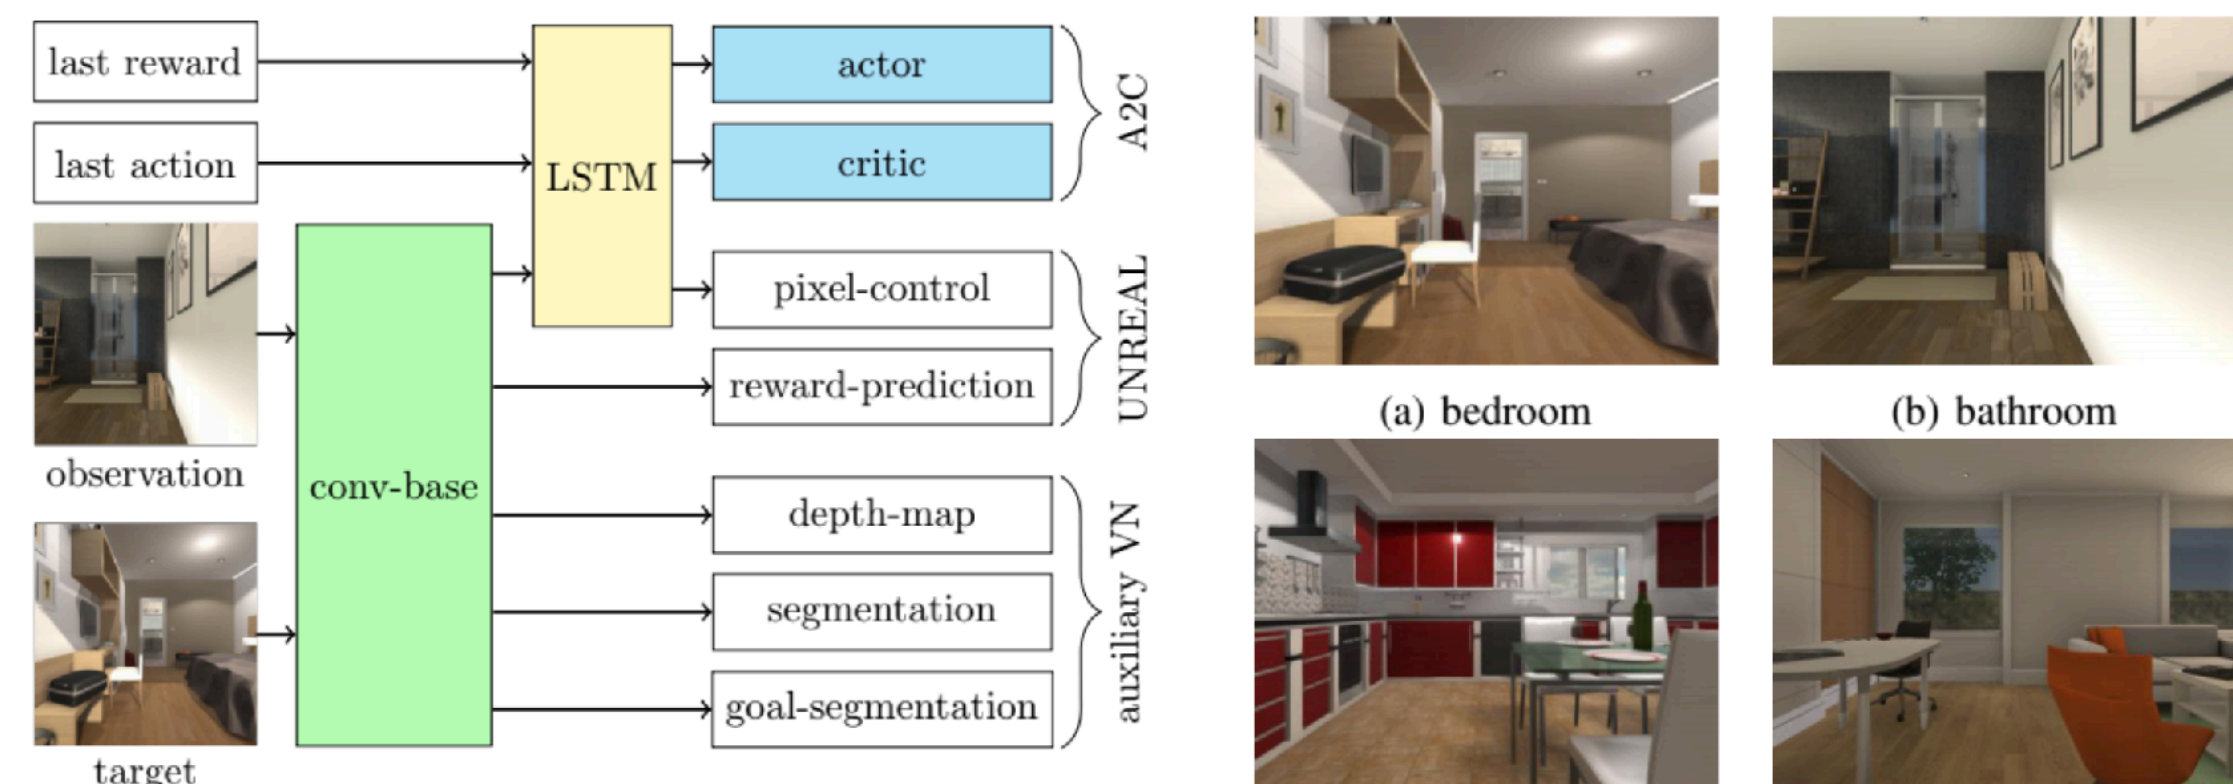 last reward
last action
observation
target
conv-base
LSTM
actor
critic
pixel-control
reward-prediction
depth-map
segmentation
goal-segmentation
A2C
UNREAL
auxiliary VN
(a) bedroom
(b) bathroom